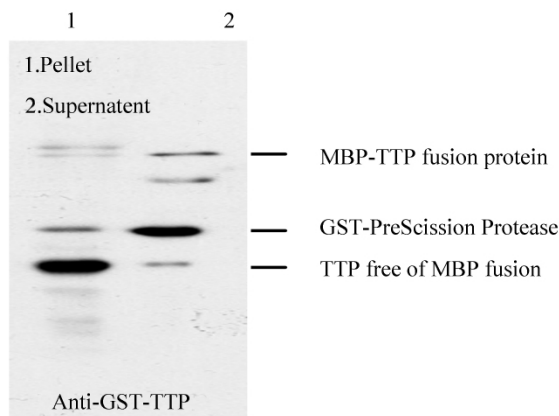 1 2
1.Pellet
2.Supernatent
MBP-TTP fusion protein
GST-PreScission Protease
TTP free of MBP fusion
Anti-GST-TTP